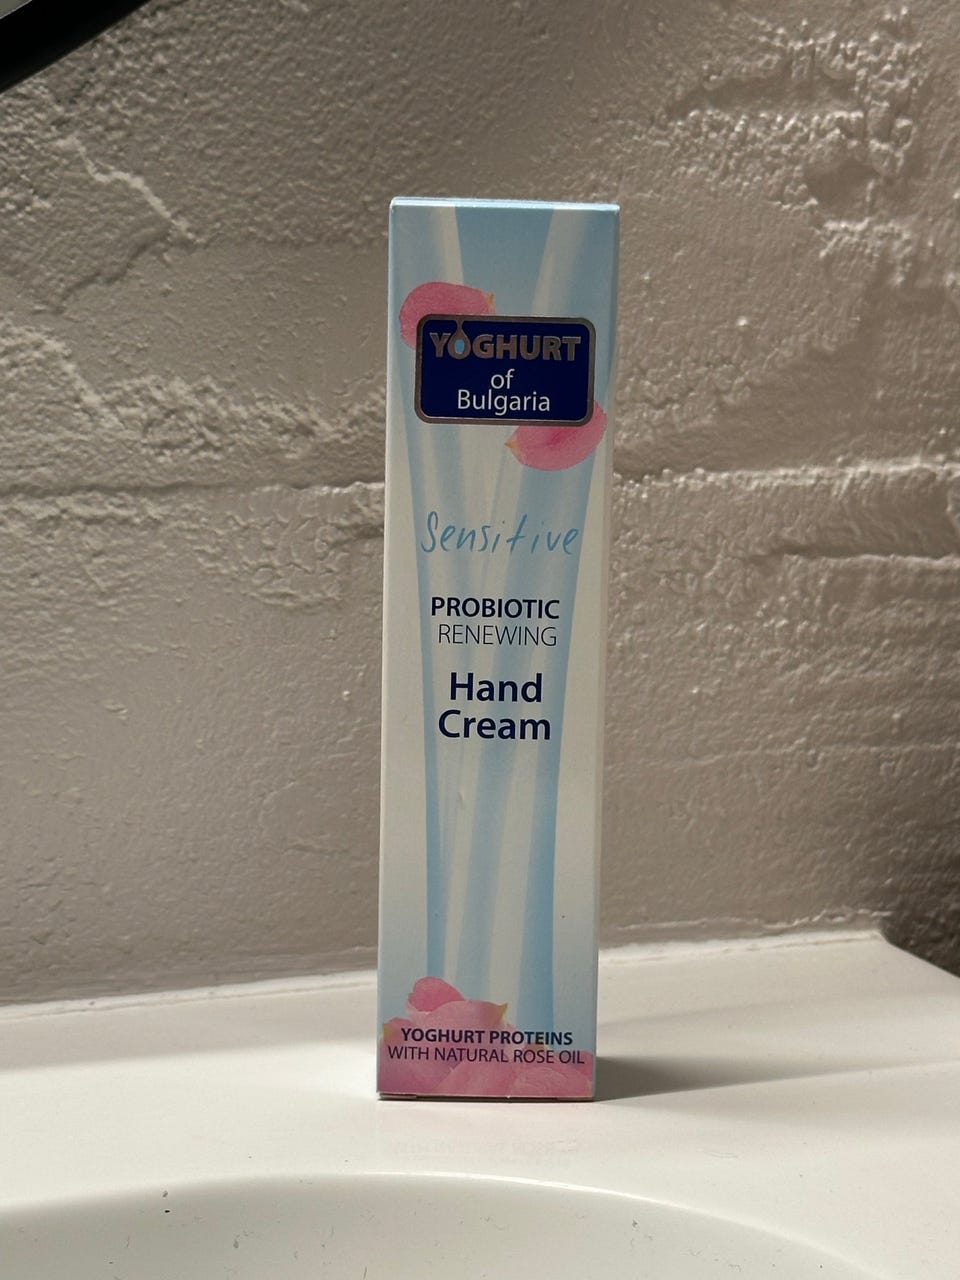 YOGHURT
of
Bulgaria
Sensitive
PROBIOTIC
RENEWING
Hand
Cream
YOGHURT PROTEINS
WITH NATURAL ROSE OIL